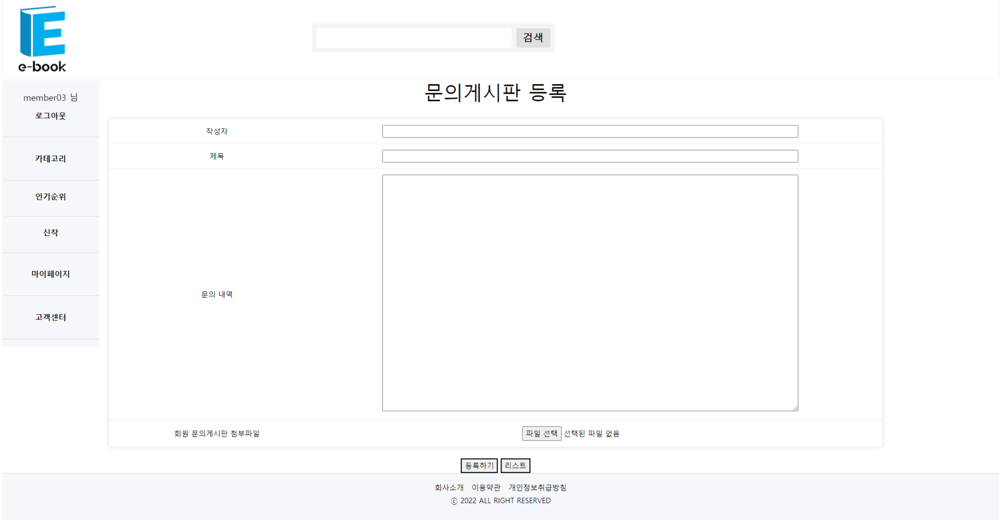 E
e-book
검색
member03 님
로그아웃
카테고리
인기순위
신작
마이페이지
고객센터
문의게시판 등록
작성자
제목
문의 내역
회원 문의게시판 첨부파일
파일 선택 선택된 파일 없음
등록하기 리스트
회사소개 이용약관 개인정보취급방침
ⓒ 2022 ALL RIGHT RESERVED